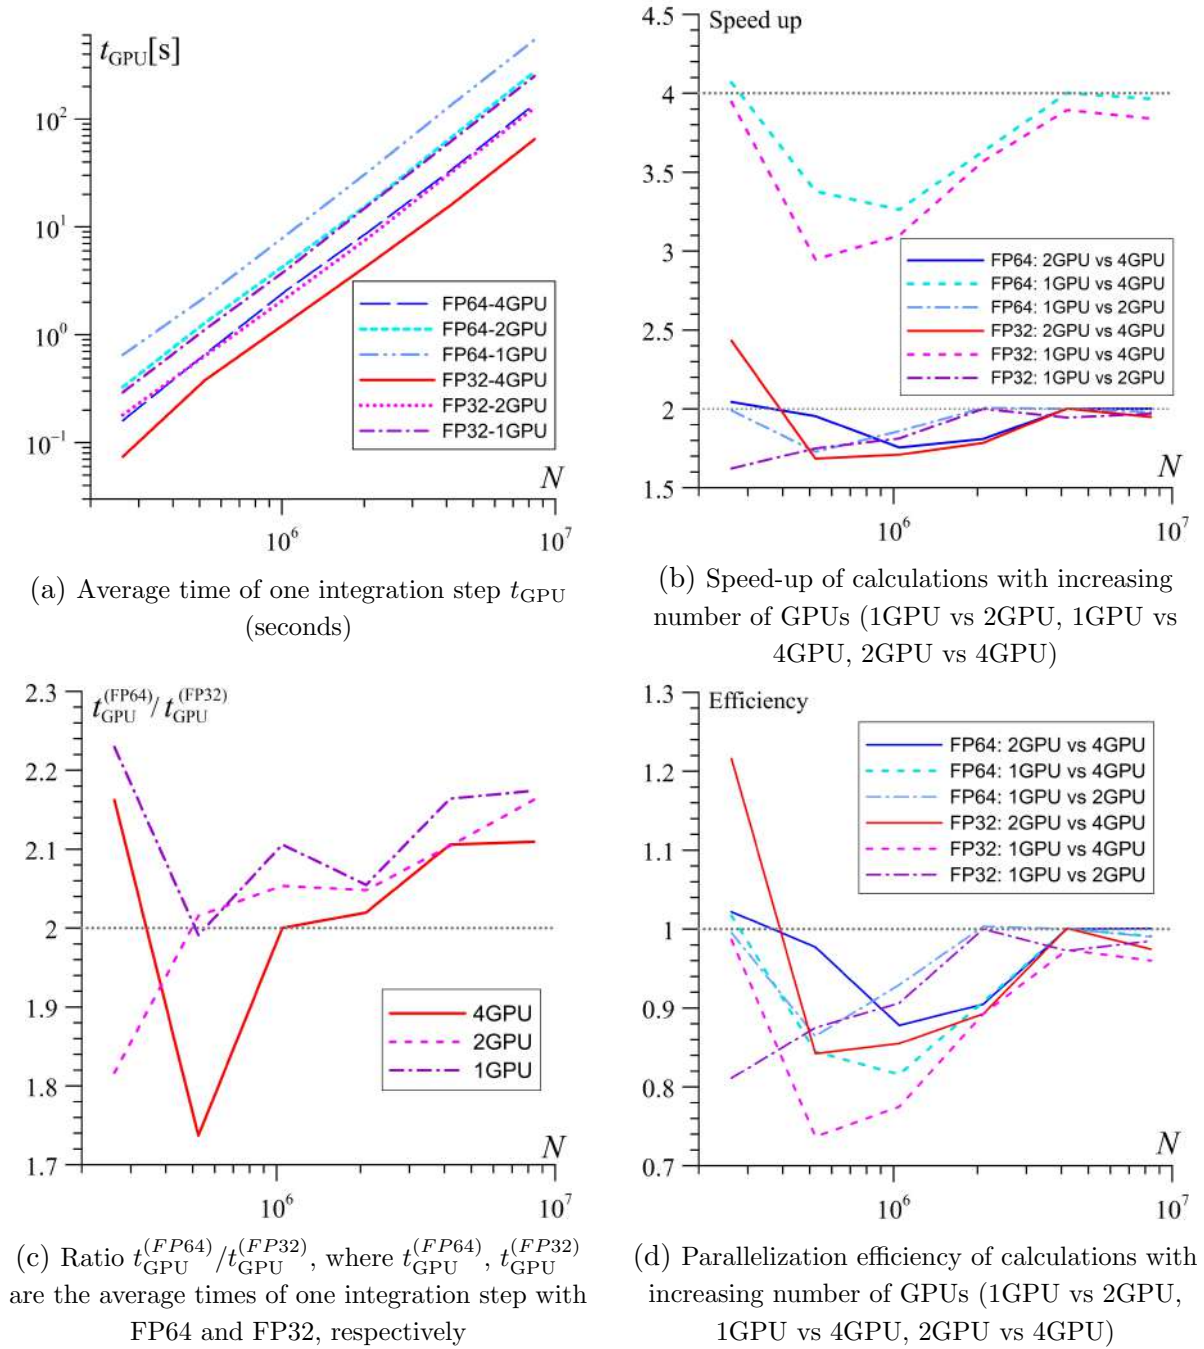 t_GPU[s]
10^2
10^1
10^0
10^−1
FP64-4GPU
FP64-2GPU
FP64-1GPU
FP32-4GPU
FP32-2GPU
FP32-1GPU
N
10^6
10^7
(a) Average time of one integration step t_GPU
(seconds)
Speed up
4.5
4
3.5
3
2.5
2
1.5
FP64: 2GPU vs 4GPU
FP64: 1GPU vs 4GPU
FP64: 1GPU vs 2GPU
FP32: 2GPU vs 4GPU
FP32: 1GPU vs 4GPU
FP32: 1GPU vs 2GPU
N
10^6
10^7
(b) Speed-up of calculations with increasing
number of GPUs (1GPU vs 2GPU, 1GPU vs
4GPU, 2GPU vs 4GPU)
t_GPU^(FP64) / t_GPU^(FP32)
2.3
2.2
2.1
2
1.9
1.8
1.7
4GPU
2GPU
1GPU
N
10^6
10^7
(c) Ratio t_GPU^(FP64)/t_GPU^(FP32), where t_GPU^(FP64), t_GPU^(FP32)
are the average times of one integration step with
FP64 and FP32, respectively
Efficiency
1.3
1.2
1.1
1
0.9
0.8
0.7
FP64: 2GPU vs 4GPU
FP64: 1GPU vs 4GPU
FP64: 1GPU vs 2GPU
FP32: 2GPU vs 4GPU
FP32: 1GPU vs 4GPU
FP32: 1GPU vs 2GPU
N
10^6
10^7
(d) Parallelization efficiency of calculations with
increasing number of GPUs (1GPU vs 2GPU,
1GPU vs 4GPU, 2GPU vs 4GPU)